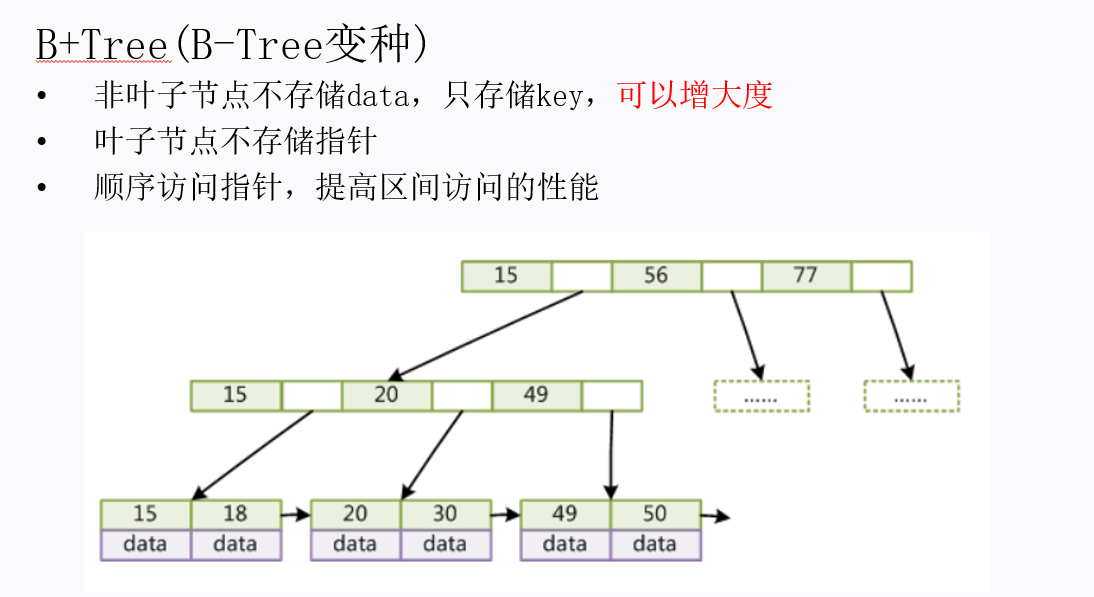 B+Tree(B-Tree变种)
• 非叶子节点不存储data，只存储key，可以增大度
• 叶子节点不存储指针
• 顺序访问指针，提高区间访问的性能
15 56 77
15 20 49 …… ……
15 18 20 30 49 50
data data data data data data